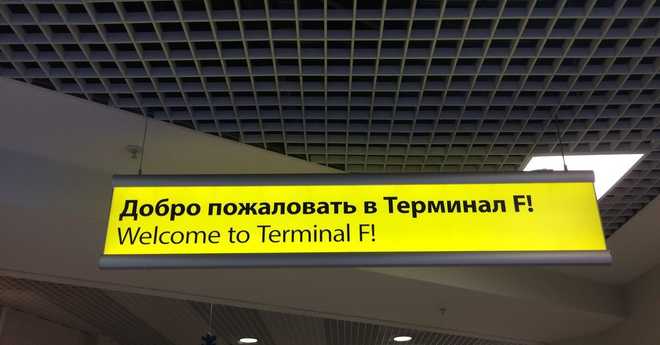 Добро пожаловать в Терминал F!
Welcome to Terminal F!